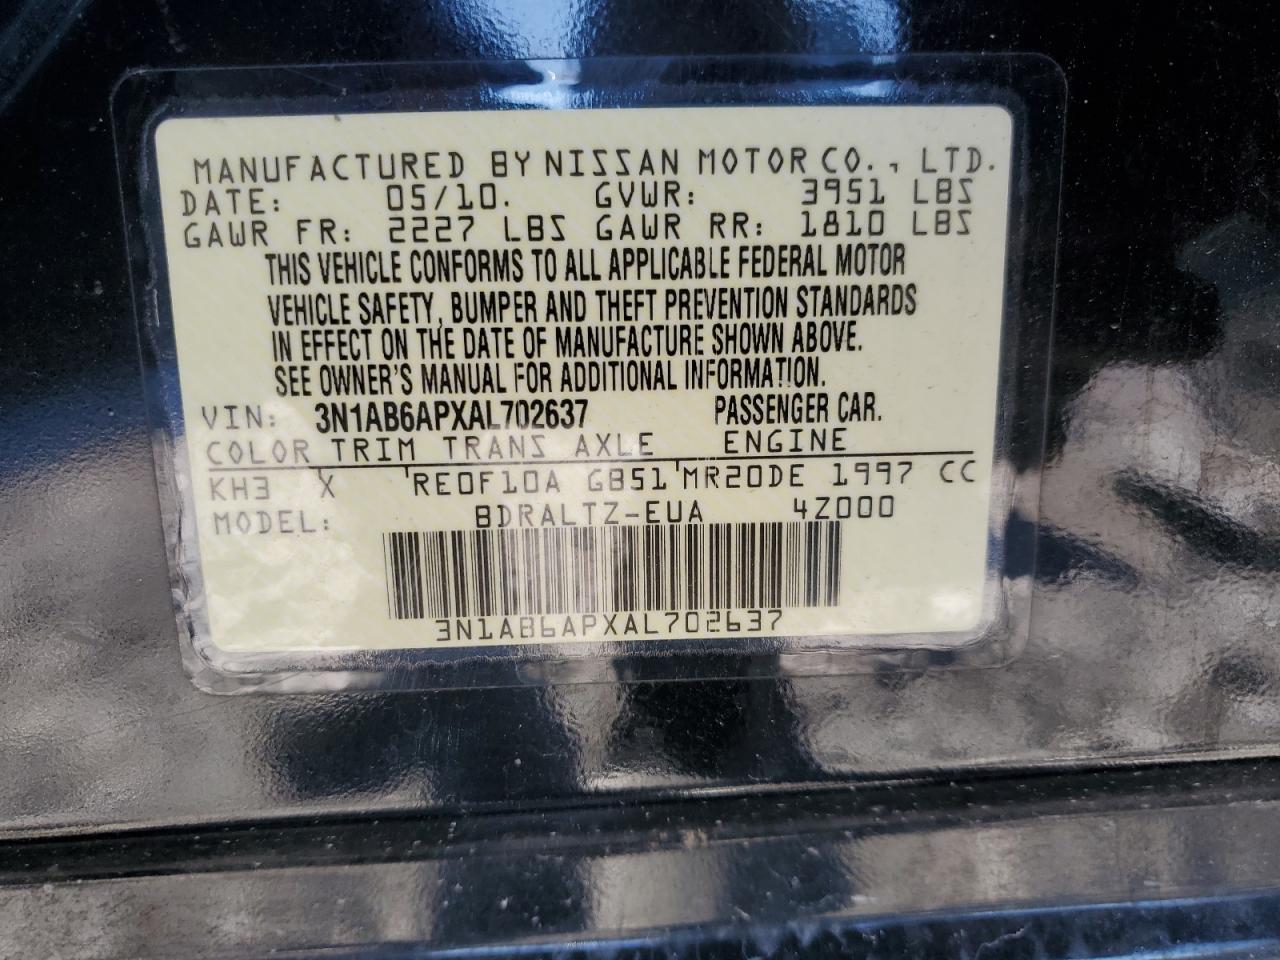 MANUFACTURED BY NISSAN MOTOR CO., LTD.
DATE: 05/10. GVWR: 3951 LBS
GAWR FR: 2227 LBS GAWR RR: 1810 LBS
THIS VEHICLE CONFORMS TO ALL APPLICABLE FEDERAL MOTOR
VEHICLE SAFETY, BUMPER AND THEFT PREVENTION STANDARDS
IN EFFECT ON THE DATE OF MANUFACTURE SHOWN ABOVE.
SEE OWNER'S MANUAL FOR ADDITIONAL INFORMATION.
VIN: 3N1AB6APXAL702637 PASSENGER CAR.
COLOR TRIM TRANS AXLE ENGINE
KH3 X RE0F10A GB51 MR20DE 1997 CC
MODEL: BDRALTZ-EUA 4Z000
3N1AB6APXAL702637